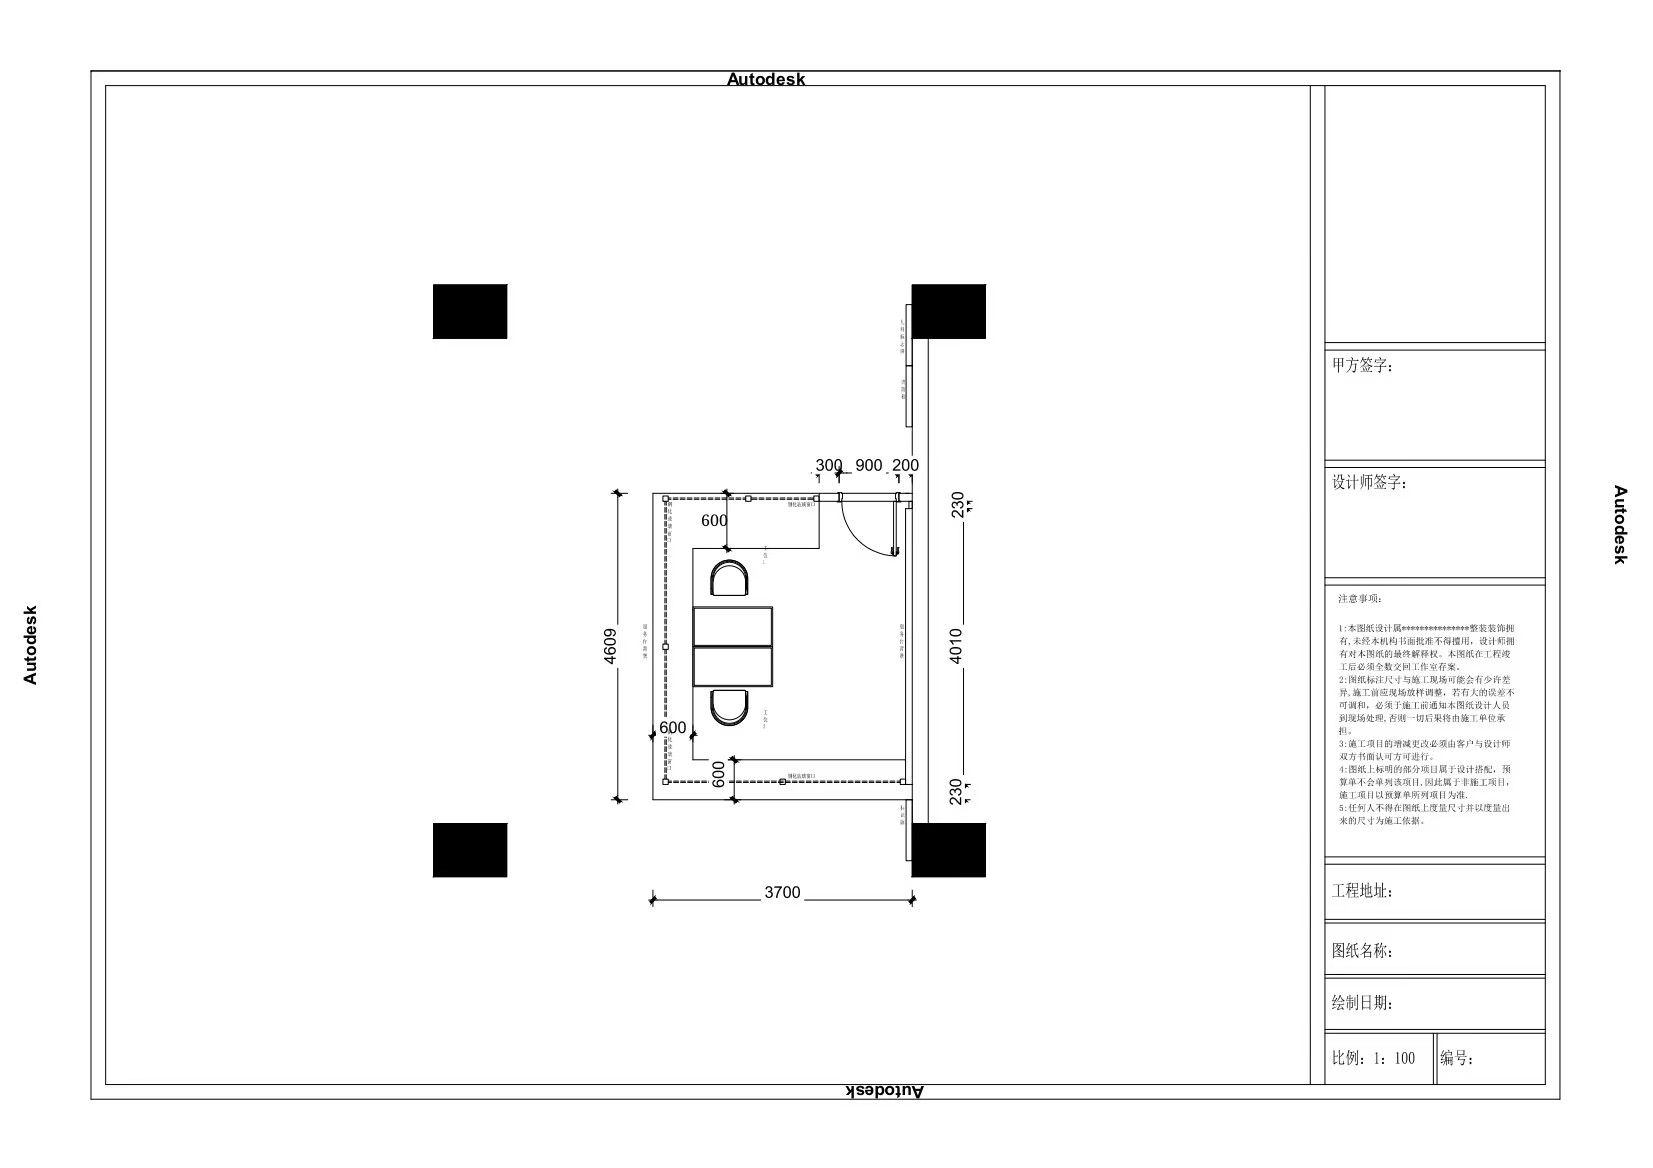 Autodesk
Autodesk
Autodesk
Autodesk
300
900
200
600
230
4609
4010
600
600
230
3700
钢化玻璃窗口
钢化玻璃窗口
甲方签字:
设计师签字:
注意事项:
1:本图纸设计属***************整装装饰拥
有,未经本机构书面批准不得擅用, 设计师拥
有对本图纸的最终解释权。本图纸在工程竣
工后必须全数交回工作室存案。
2:图纸标注尺寸与施工现场可能会有少许差
异,施工前应现场放样调整, 若有大的误差不
可调和, 必须于施工前通知本图纸设计人员
到现场处理,否则一切后果将由施工单位承
担。
3:施工项目的增减更改必须由客户与设计师
双方书面认可方可进行。
4:图纸上标明的部分项目属于设计搭配, 预
算单不会单列该项目,因此属于非施工项目,
施工项目以预算单所列项目为准.
5:任何人不得在图纸上度量尺寸并以度量出
来的尺寸为施工依据。
工程地址:
图纸名称:
绘制日期:
比例: 1: 100
编号: